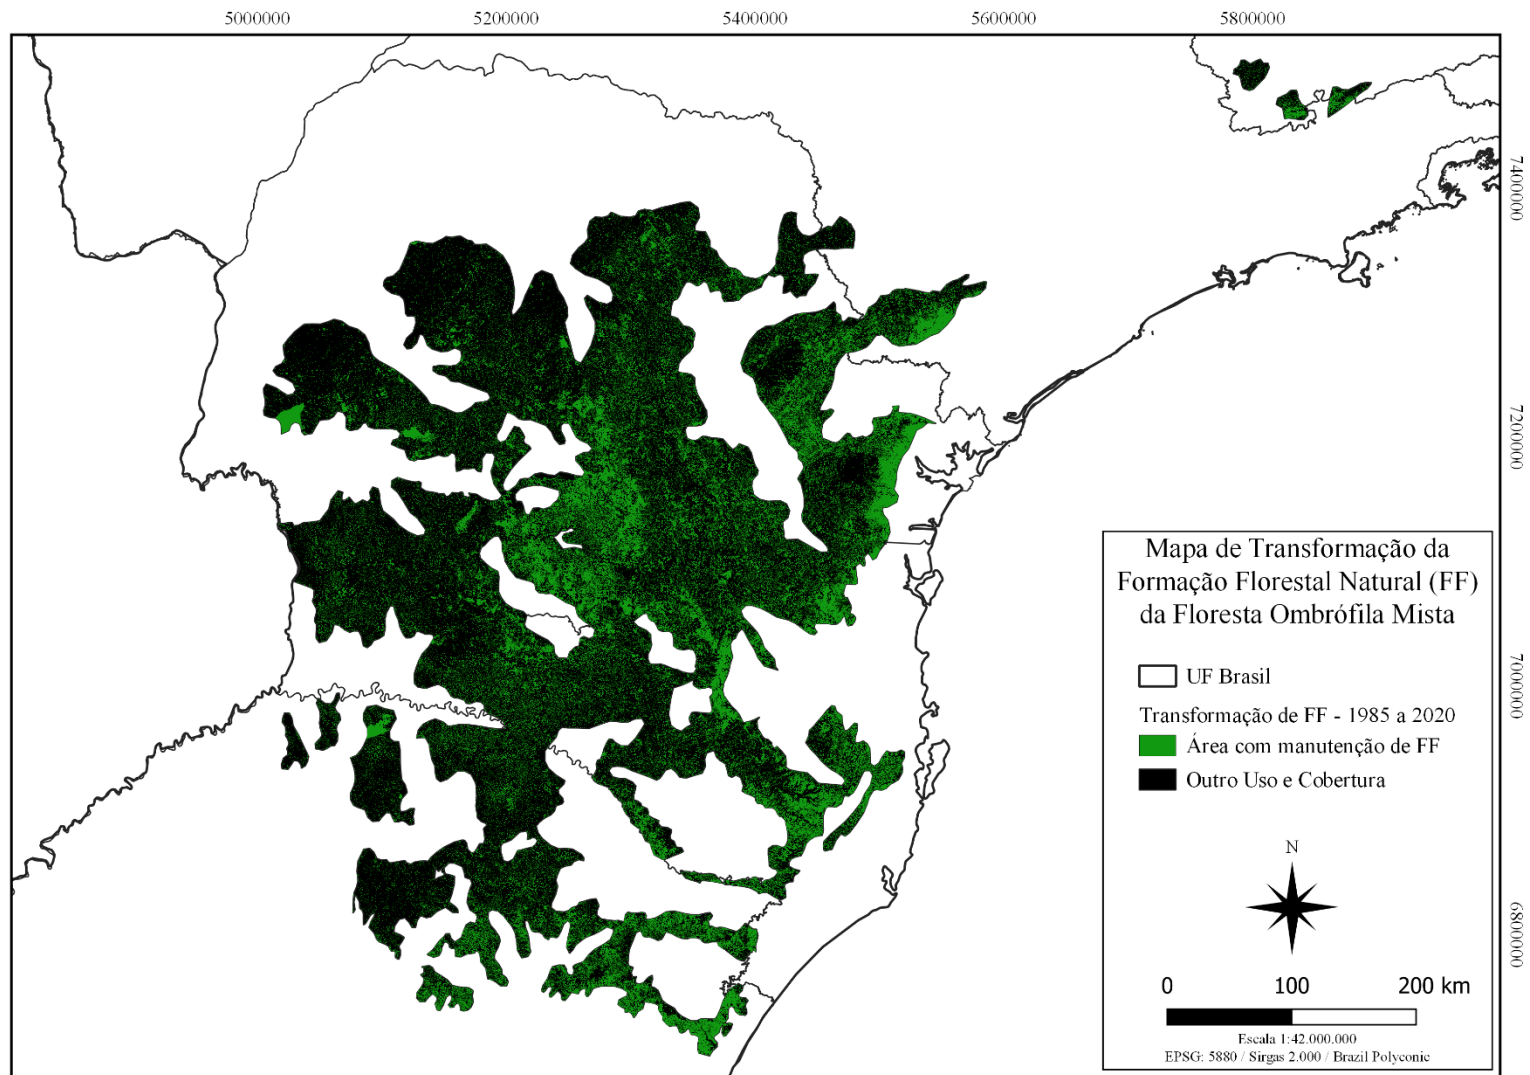 5000000 5200000 5400000 5600000 5800000
7400000
7200000
7000000
6800000
Mapa de Transformação da
Formação Florestal Natural (FF)
da Floresta Ombrófila Mista
UF Brasil
Transformação de FF - 1985 a 2020
Área com manutenção de FF
Outro Uso e Cobertura
N
0 100 200 km
Escala 1:42.000.000
EPSG: 5880 / Sirgas 2.000 / Brazil Polyconic